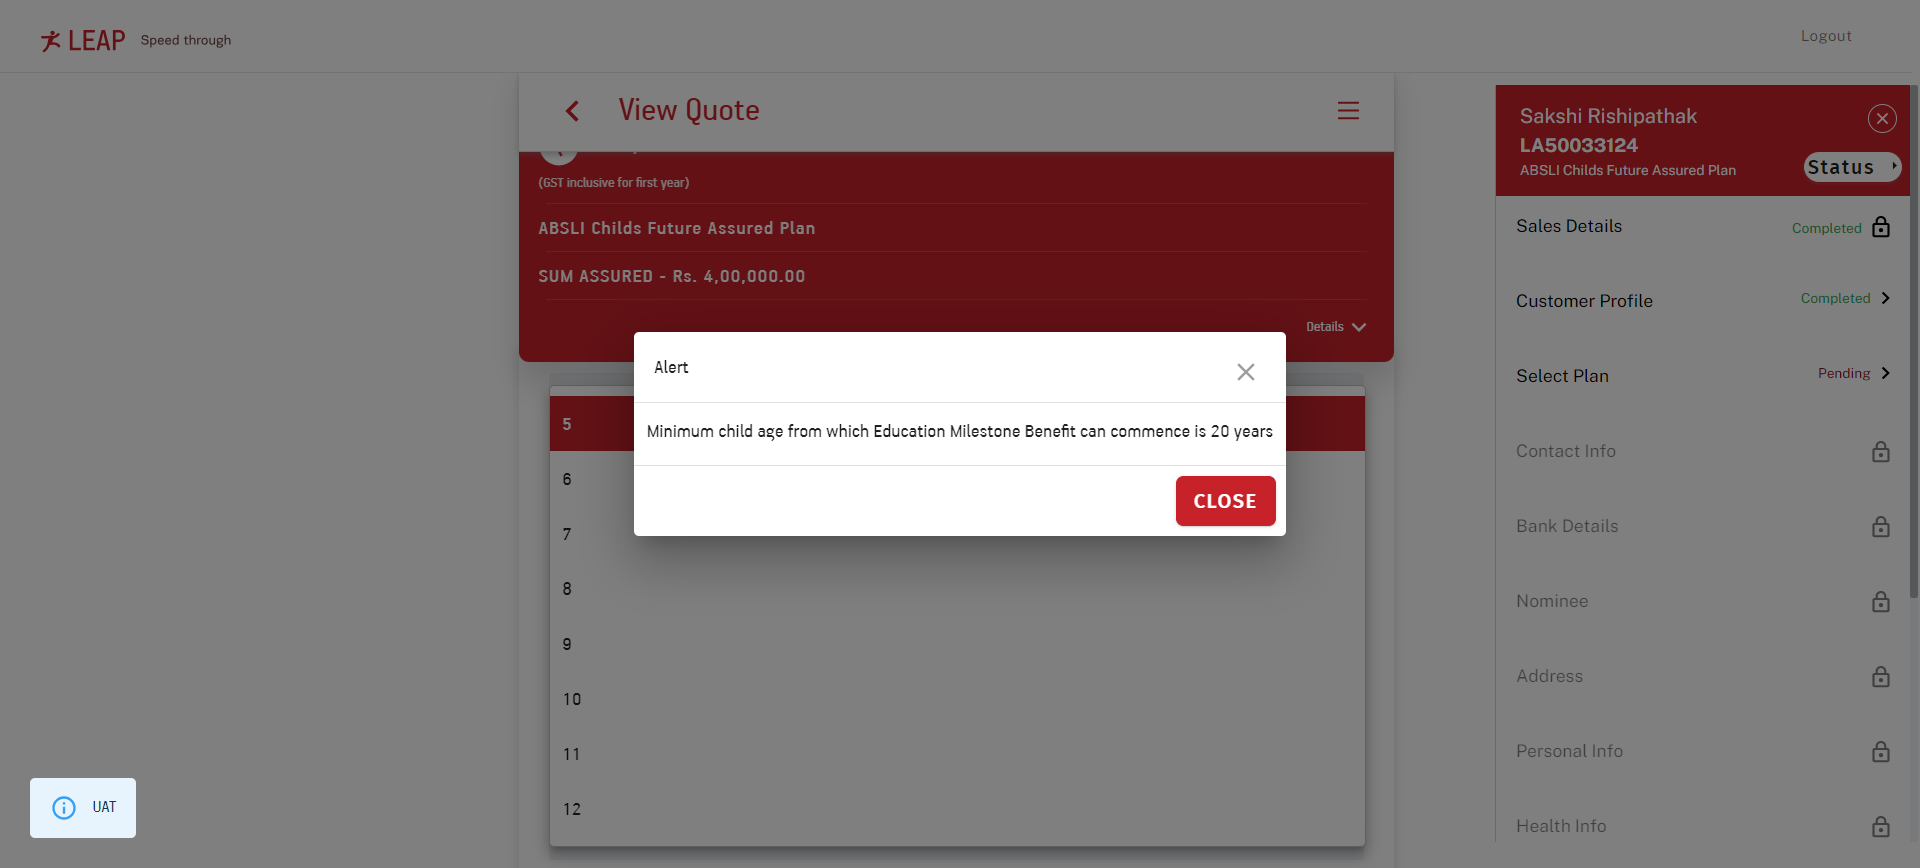 LEAP Speed through
Logout
View Quote
(GST inclusive for first year)
ABSLI Childs Future Assured Plan
SUM ASSURED - Rs. 4,00,000.00
Details
Alert
Minimum child age from which Education Milestone Benefit can commence is 20 years
CLOSE
5
6
7
8
9
10
11
12
Sakshi Rishipathak
LA50033124
ABSLI Childs Future Assured Plan
Status
Sales Details Completed
Customer Profile Completed
Select Plan Pending
Contact Info
Bank Details
Nominee
Address
Personal Info
Health Info
UAT